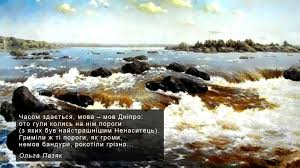 Часом здається, мова – мов Дніпро:
ото гули колись на нім пороги
(з яких був найстрашнішим Ненаситець).
Гриміли ж ті пороги, як громи,
немов бандури, рокотіли грізно...
Ольга Пазяк